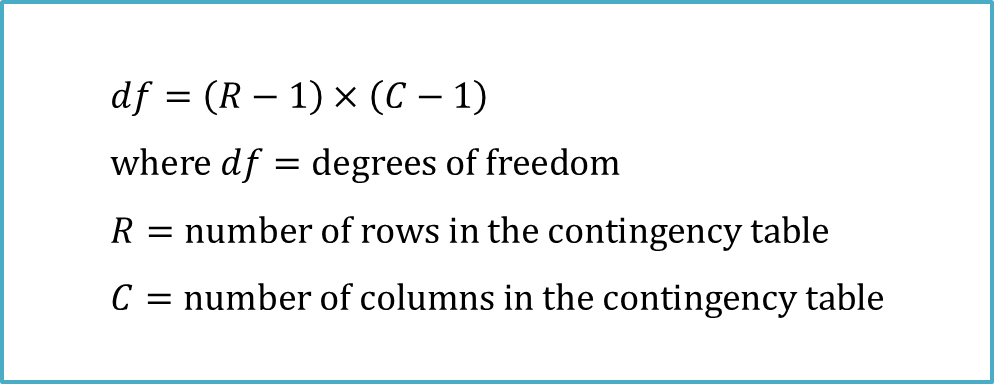 df = (R − 1) × (C − 1)
where df = degrees of freedom
R = number of rows in the contingency table
C = number of columns in the contingency table